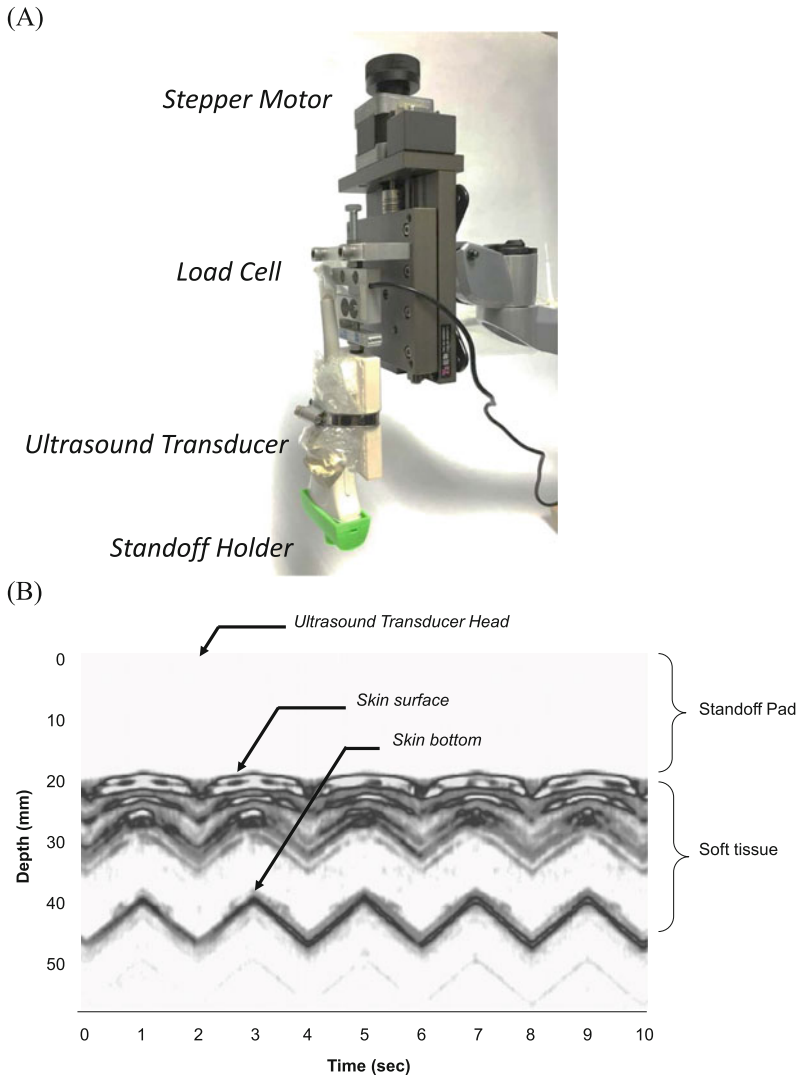 (A)
Stepper Motor
Load Cell
Ultrasound Transducer
Standoff Holder
(B)
Ultrasound Transducer Head
Skin surface
Skin bottom
Standoff Pad
Soft tissue
Depth (mm)
0
10
20
30
40
50
0 1 2 3 4 5 6 7 8 9 10
Time (sec)